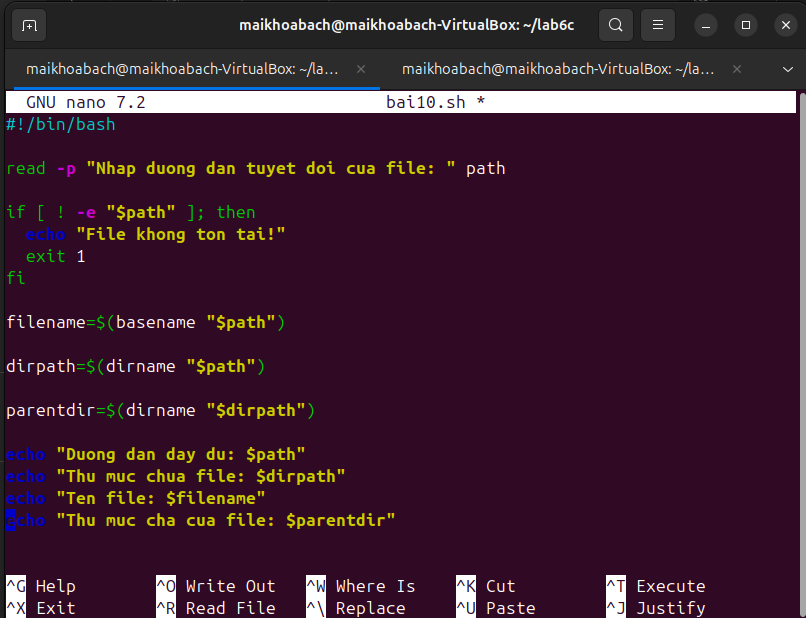 maikhoabach@maikhoabach-VirtualBox: ~/lab6c
maikhoabach@maikhoabach-VirtualBox: ~/la...
maikhoabach@maikhoabach-VirtualBox: ~/la...
GNU nano 7.2 bai10.sh *
#!/bin/bash
read -p "Nhap duong dan tuyet doi cua file: " path
if [ ! -e "$path" ]; then
  echo "File khong ton tai!"
  exit 1
fi
filename=$(basename "$path")
dirpath=$(dirname "$path")
parentdir=$(dirname "$dirpath")
echo "Duong dan day du: $path"
echo "Thu muc chua file: $dirpath"
echo "Ten file: $filename"
echo "Thu muc cha cua file: $parentdir"
^G Help ^O Write Out ^W Where Is ^K Cut ^T Execute
^X Exit ^R Read File ^\ Replace ^U Paste ^J Justify